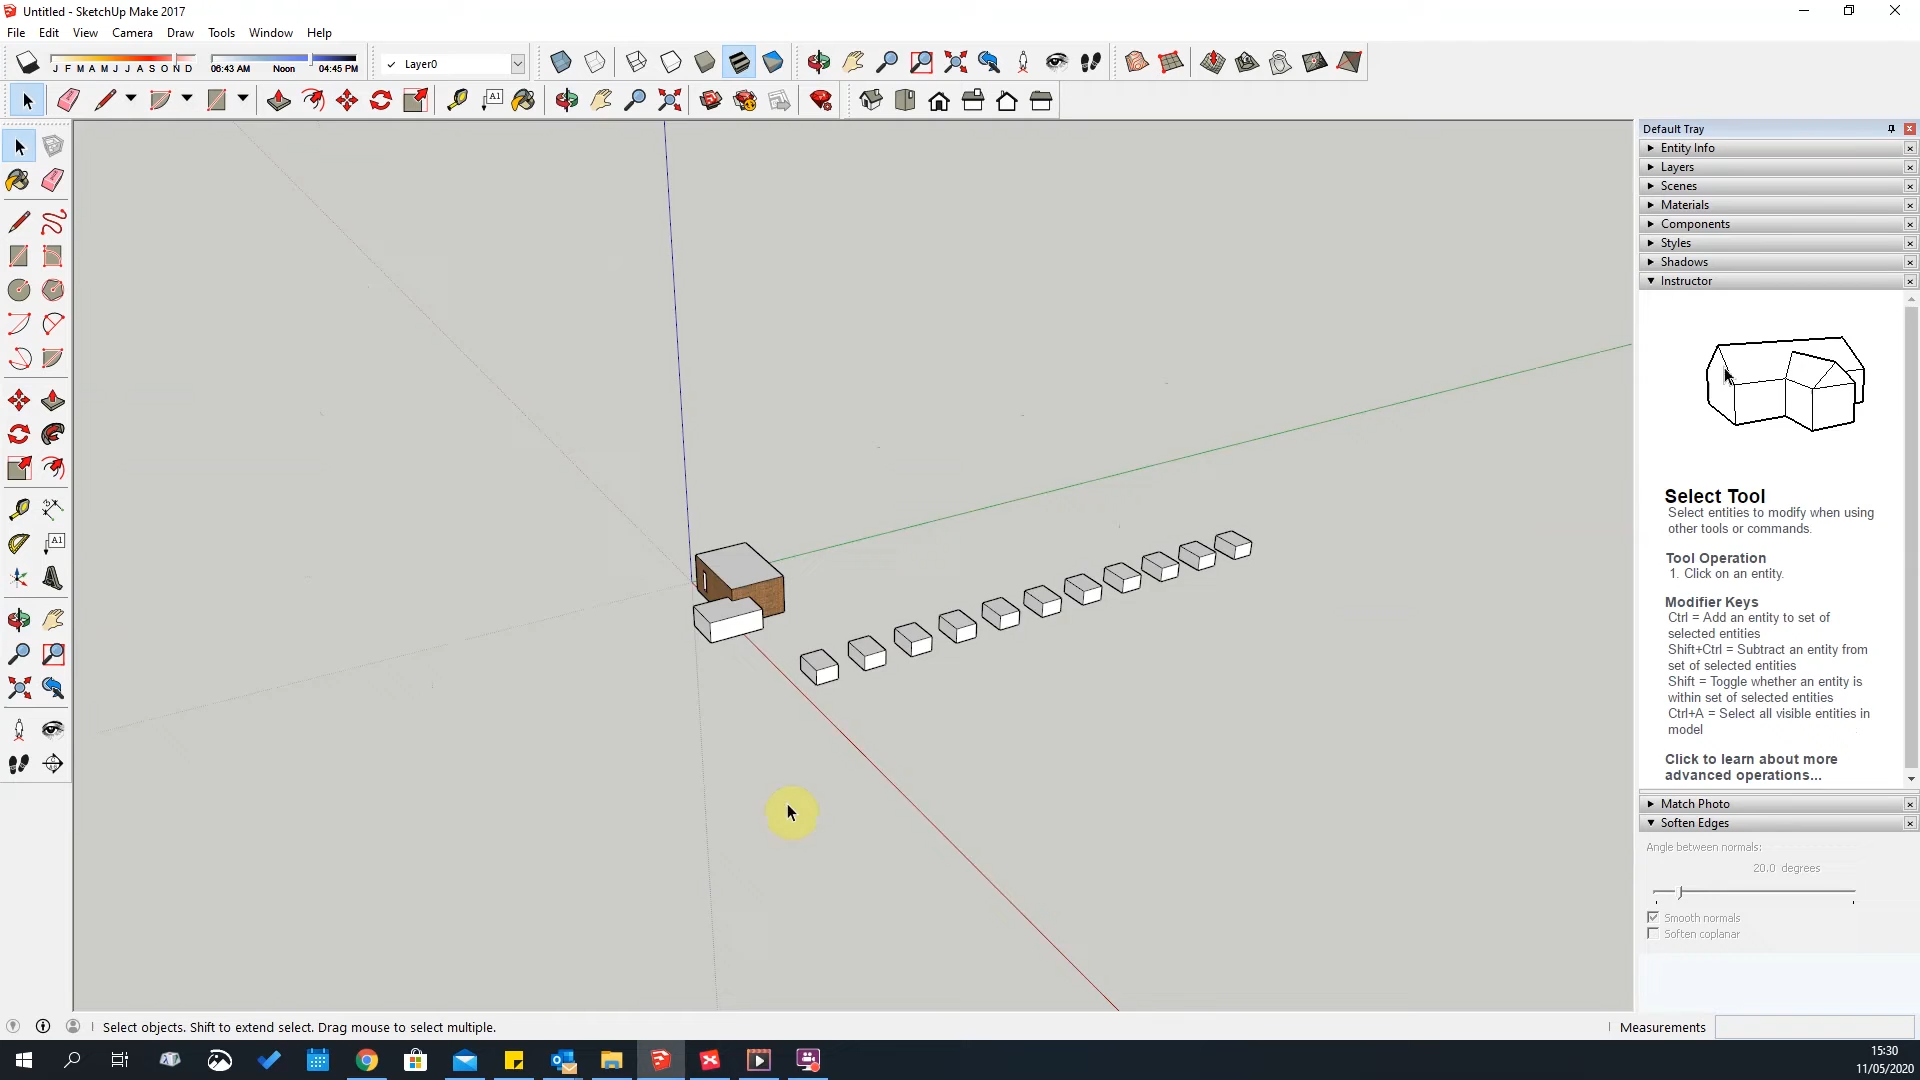 Untitled - SketchUp Make 2017
File Edit View Camera Draw Tools Window Help
J F M A M J J A S O N D
06:43 AM Noon 04:45 PM
Layer0
A1
Default Tray
Entity Info
Layers
Scenes
Materials
Components
Styles
Shadows
Instructor
A1
Select Tool
Select entities to modify when using
other tools or commands.
Tool Operation
1. Click on an entity.
Modifier Keys
Ctrl = Add an entity to set of
selected entities
Shift+Ctrl = Subtract an entity from
set of selected entities
Shift = Toggle whether an entity is
within set of selected entities
Ctrl+A = Select all visible entities in
model
Click to learn about more
advanced operations...
Match Photo
Soften Edges
Angle between normals:
20.0 degrees
Smooth normals
Soften coplanar
Select objects. Shift to extend select. Drag mouse to select multiple.
Measurements
15:30
11/05/2020